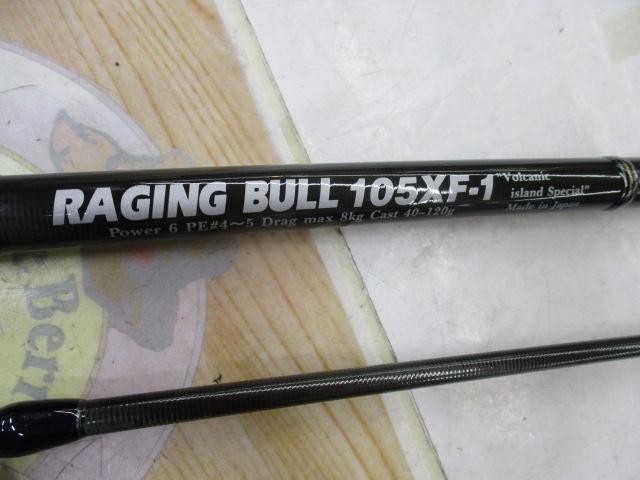 RAGING BULL 105XF-1 "Volcanic
island Special"
Power 6 PE#4～5 Drag max 8kg Cast 40-120g Made in Japan
Berr